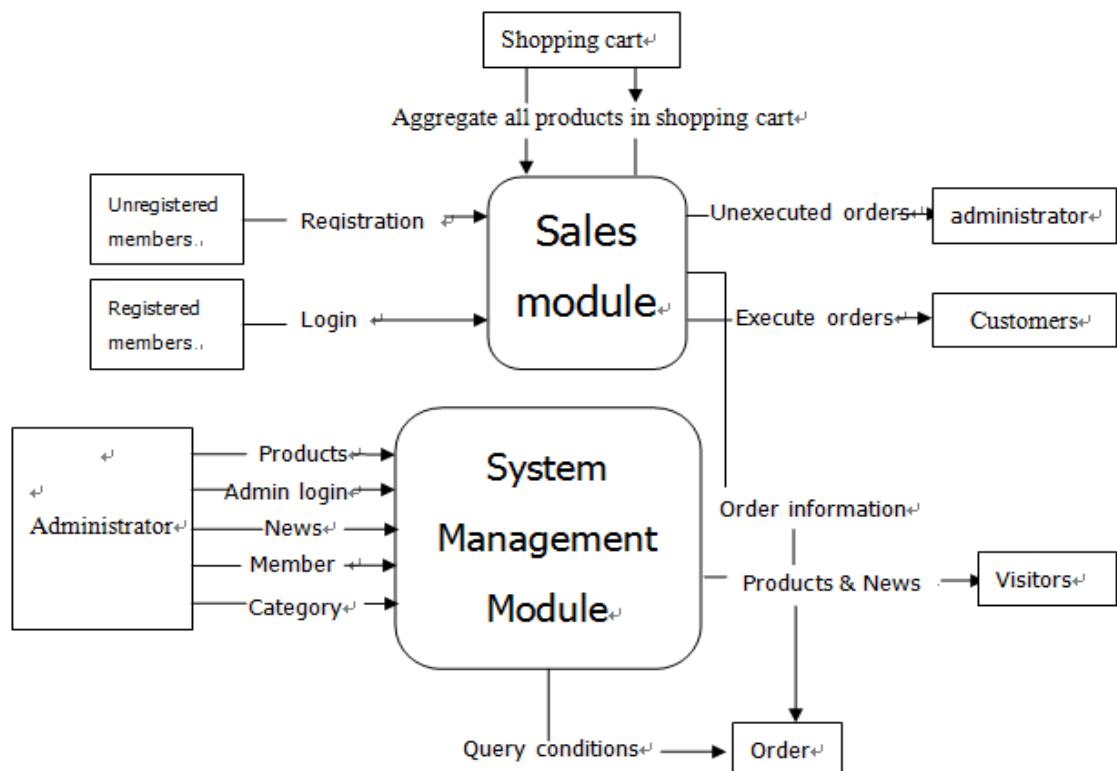 Shopping cart
Aggregate all products in shopping cart
Unregistered
members.
Registration
Sales
module
Unexecuted orders
administrator
Registered
members.
Login
Execute orders
Customers
Administrator
Products
Admin login
News
Member
Category
System
Management
Module
Order information
Products & News
Visitors
Query conditions
Order